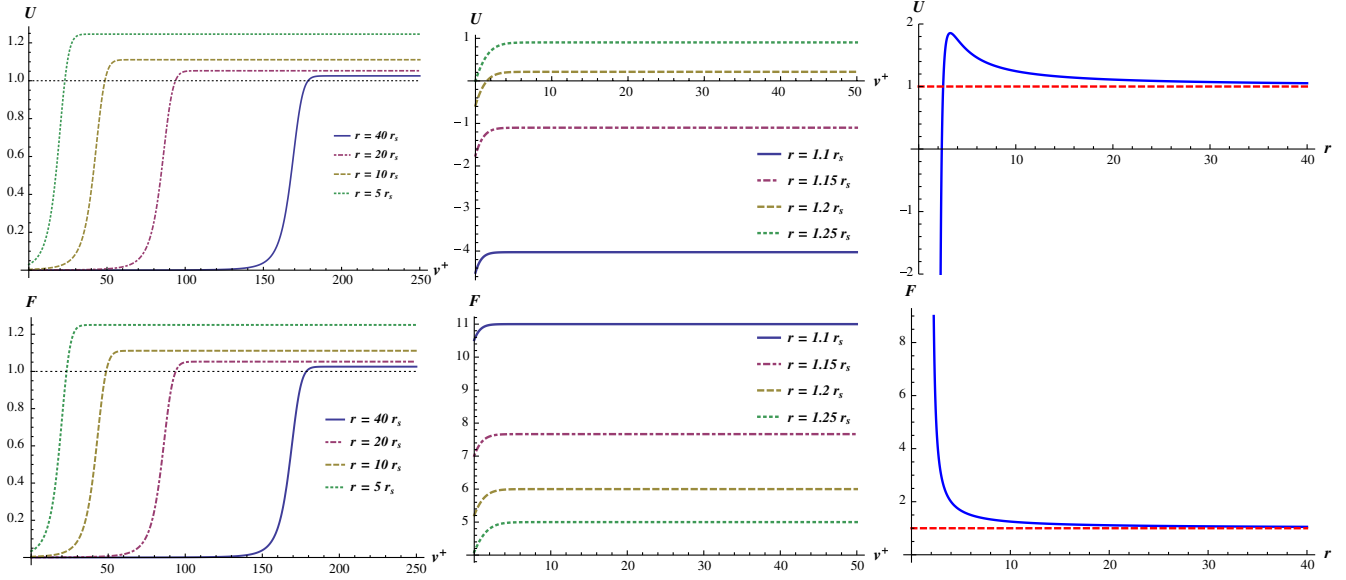 U
1.2
1.0
0.8
0.6
0.4
0.2
50
100
150
200
250
v⁺
r = 40 rₛ
r = 20 rₛ
r = 10 rₛ
r = 5 rₛ
U
1
10
20
30
40
50
v⁺
-1
-2
-3
-4
r = 1.1 rₛ
r = 1.15 rₛ
r = 1.2 rₛ
r = 1.25 rₛ
U
2
1
10
20
30
40
r
-1
-2
F
1.2
1.0
0.8
0.6
0.4
0.2
0
50
100
150
200
250
v⁺
r = 40 rₛ
r = 20 rₛ
r = 10 rₛ
r = 5 rₛ
F
11
10
9
8
7
6
5
0
10
20
30
40
50
v⁺
r = 1.1 rₛ
r = 1.15 rₛ
r = 1.2 rₛ
r = 1.25 rₛ
F
8
6
4
2
0
10
20
30
40
r